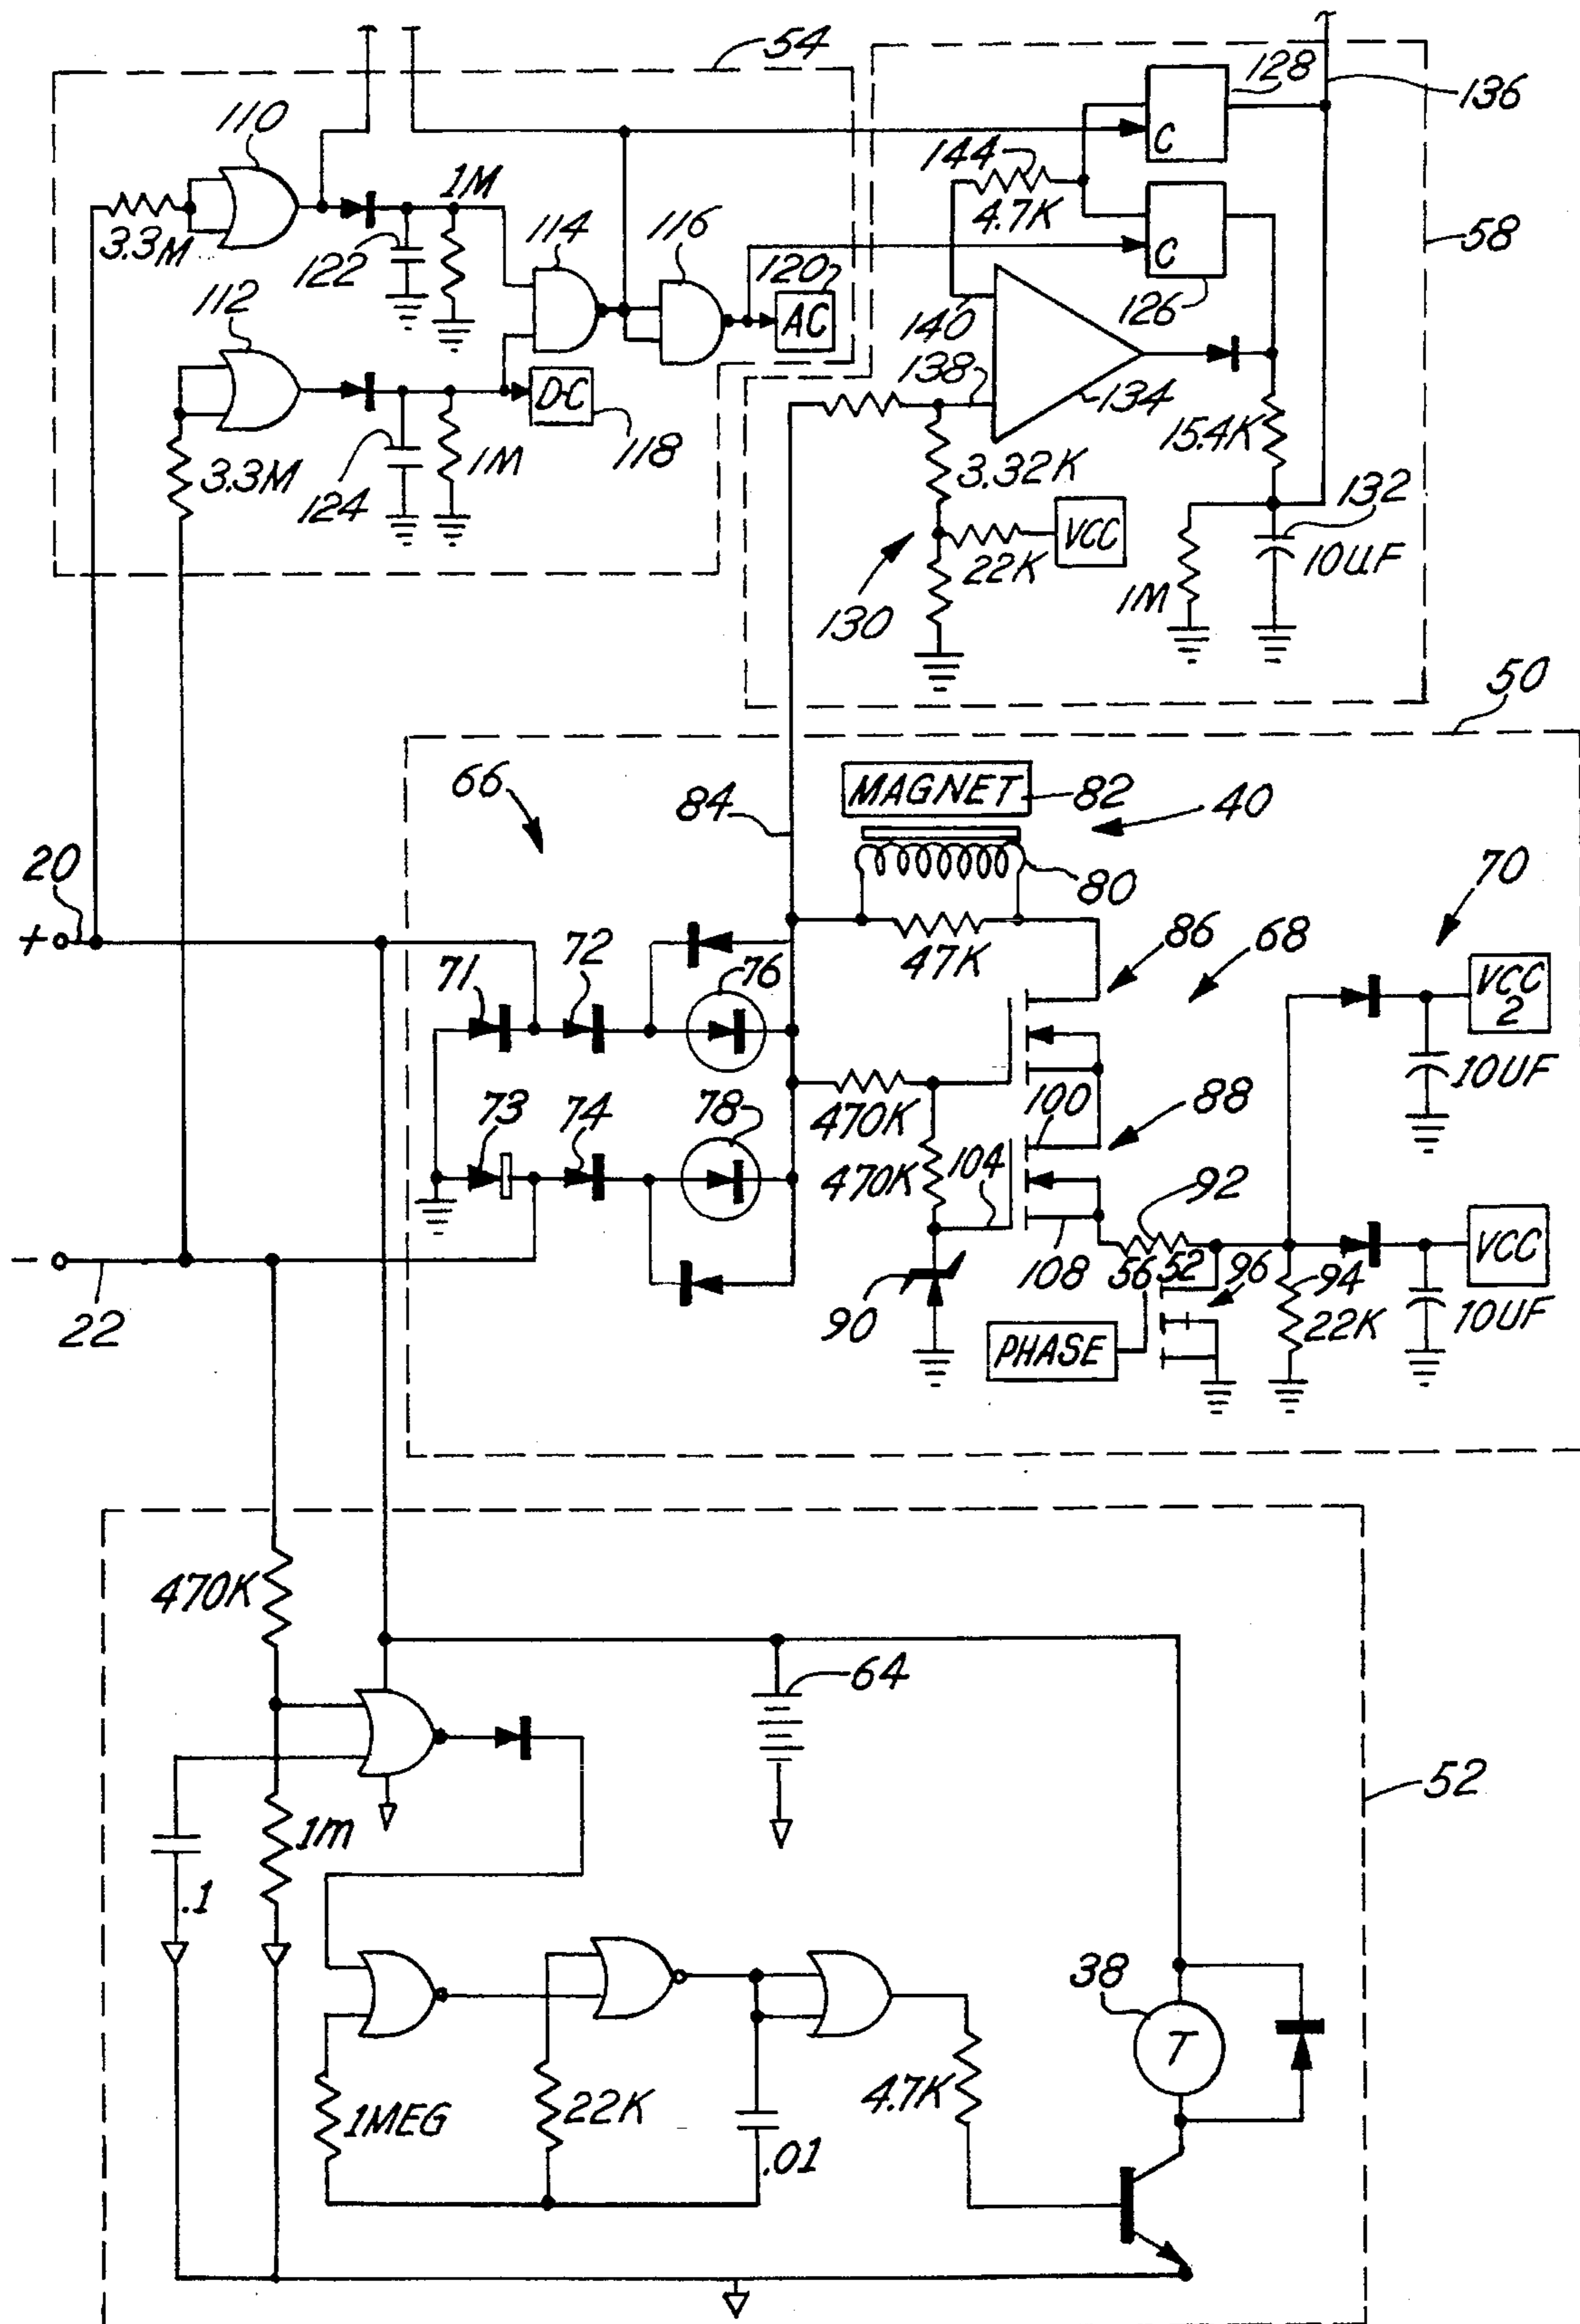 54
128
136
110
144
C
1M
114
116
4.7K
58
3.3M
122
C
120
112
140
126
AC
138
134
DC
15.4K
3.3M
124
1M
118
3.32K
132
VCC
22K
10UF
130
1M
50
66
84
MAGNET
82
40
20
80
70
+
71
72
76
47K
86
68
VCC
2
73
74
78
470K
100
88
10UF
470K
104
92
-
22
90
108
56
52
96
94
22K
VCC
10UF
PHASE
470K
64
52
1m
.1
38
T
1MEG
22K
.01
4.7K